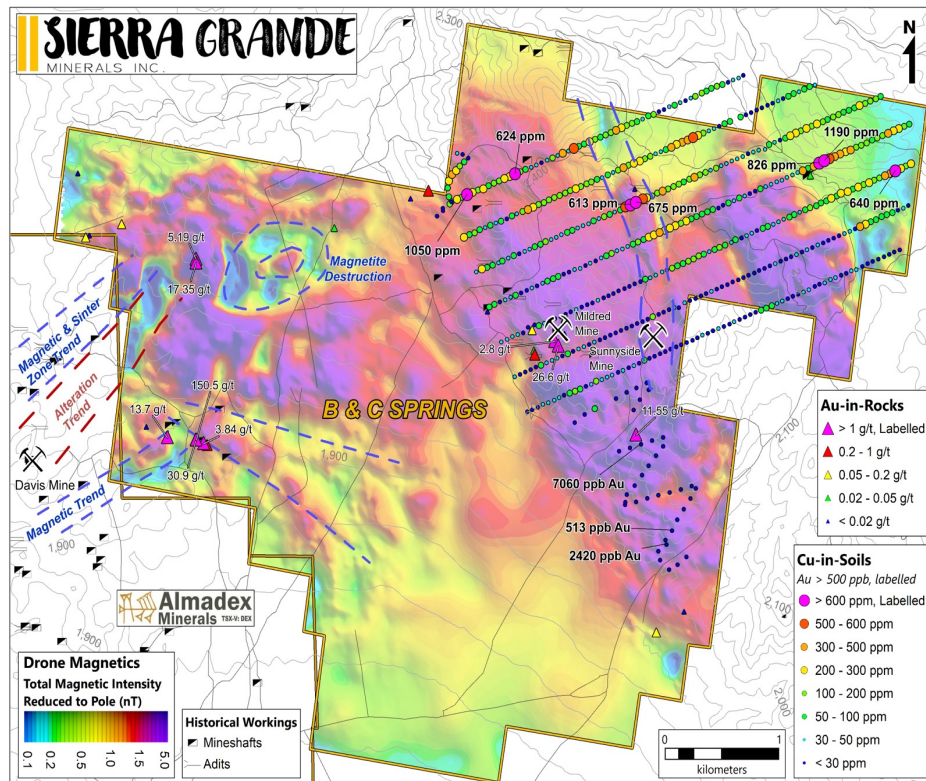 SIERRA GRANDE
MINERALS INC.
N
2,300
624 ppm
1190 ppm
826 ppm
613 ppm
675 ppm
640 ppm
1050 ppm
5.19 g/t
17.35 g/t
Magnetite
Destruction
Magnetic & Sinter
Zone Trend
Alteration
Trend
Mildred
Mine
2.8 g/t
Sunnyside
Mine
26.6 g/t
150.5 g/t
B & C SPRINGS
13.7 g/t
3.84 g/t
11.55 g/t
30.9 g/t
1,900
2,100
Davis Mine
Magnetic Trend
7060 ppb Au
513 ppb Au
2420 ppb Au
1,900
2,100
1,900
2,000
Almadex
Minerals TSX-V: DEX
Au-in-Rocks
> 1 g/t, Labelled
0.2 - 1 g/t
0.05 - 0.2 g/t
0.02 - 0.05 g/t
< 0.02 g/t
Cu-in-Soils
Au > 500 ppb, labelled
> 600 ppm, Labelled
500 - 600 ppm
300 - 500 ppm
200 - 300 ppm
100 - 200 ppm
50 - 100 ppm
30 - 50 ppm
< 30 ppm
Drone Magnetics
Total Magnetic Intensity
Reduced to Pole (nT)
0.1
0.2
0.5
1.0
1.5
5.0
Historical Workings
Mineshafts
Adits
0 1
kilometers